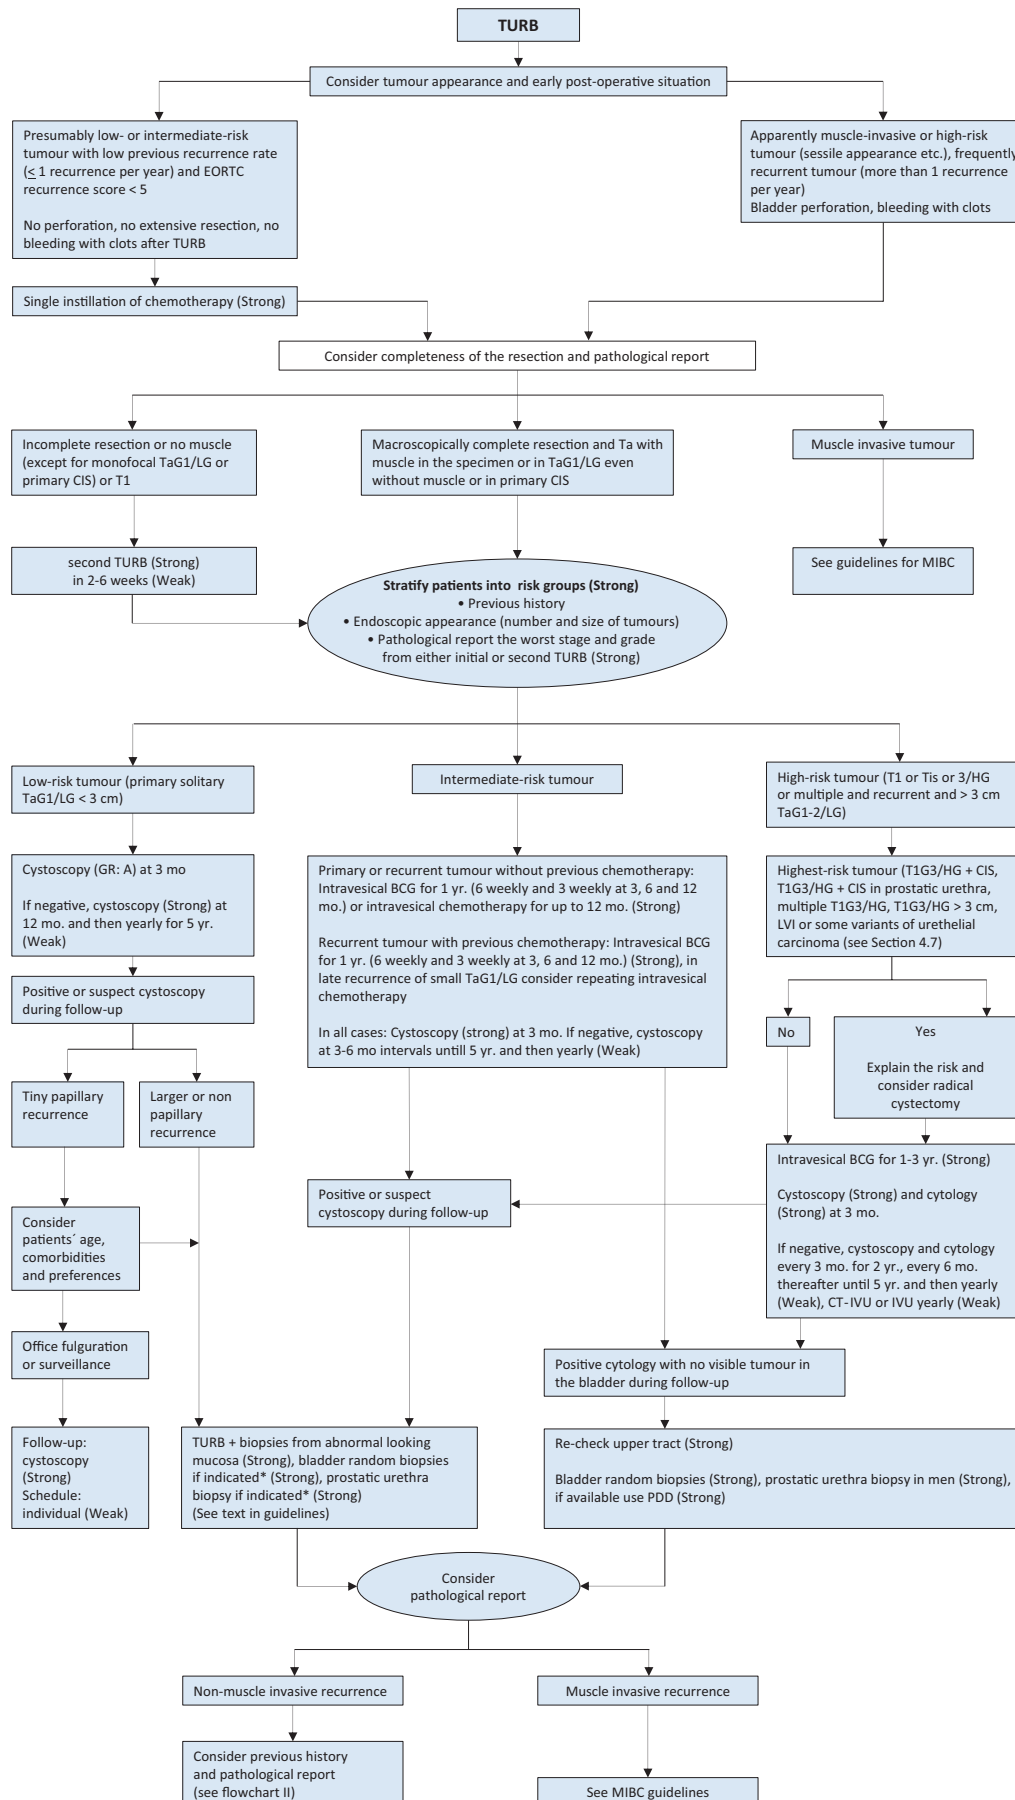 TURB
Consider tumour appearance and early post-operative situation
Presumably low- or intermediate-risk
tumour with low previous recurrence rate
(≤ 1 recurrence per year) and EORTC
recurrence score < 5
No perforation, no extensive resection, no
bleeding with clots after TURB
Apparently muscle-invasive or high-risk
tumour (sessile appearance etc.), frequently
recurrent tumour (more than 1 recurrence
per year)
Bladder perforation, bleeding with clots
Single instillation of chemotherapy (Strong)
Consider completeness of the resection and pathological report
Incomplete resection or no muscle
(except for monofocal TaG1/LG or
primary CIS) or T1
Macroscopically complete resection and Ta with
muscle in the specimen or in TaG1/LG even
without muscle or in primary CIS
Muscle invasive tumour
second TURB (Strong)
in 2-6 weeks (Weak)
See guidelines for MIBC
Stratify patients into risk groups (Strong)
• Previous history
• Endoscopic appearance (number and size of tumours)
• Pathological report the worst stage and grade
from either initial or second TURB (Strong)
Low-risk tumour (primary solitary
TaG1/LG < 3 cm)
Intermediate-risk tumour
High-risk tumour (T1 or Tis or 3/HG
or multiple and recurrent and > 3 cm
TaG1-2/LG)
Cystoscopy (GR: A) at 3 mo
If negative, cystoscopy (Strong) at
12 mo. and then yearly for 5 yr.
(Weak)
Primary or recurrent tumour without previous chemotherapy:
Intravesical BCG for 1 yr. (6 weekly and 3 weekly at 3, 6 and 12
mo.) or intravesical chemotherapy for up to 12 mo. (Strong)
Recurrent tumour with previous chemotherapy: Intravesical BCG
for 1 yr. (6 weekly and 3 weekly at 3, 6 and 12 mo.) (Strong), in
late recurrence of small TaG1/LG consider repeating intravesical
chemotherapy
In all cases: Cystoscopy (strong) at 3 mo. If negative, cystoscopy
at 3-6 mo intervals untill 5 yr. and then yearly (Weak)
Highest-risk tumour (T1G3/HG + CIS,
T1G3/HG + CIS in prostatic urethra,
multiple T1G3/HG, T1G3/HG > 3 cm,
LVI or some variants of urethelial
carcinoma (see Section 4.7)
Positive or suspect cystoscopy
during follow-up
No
Yes
Explain the risk and
consider radical
cystectomy
Tiny papillary
recurrence
Larger or non
papillary
recurrence
Intravesical BCG for 1-3 yr. (Strong)
Cystoscopy (Strong) and cytology
(Strong) at 3 mo.
If negative, cystoscopy and cytology
every 3 mo. for 2 yr., every 6 mo.
thereafter until 5 yr. and then yearly
(Weak), CT-IVU or IVU yearly (Weak)
Positive or suspect
cystoscopy during follow-up
Consider
patients´ age,
comorbidities
and preferences
Office fulguration
or surveillance
Positive cytology with no visible tumour in
the bladder during follow-up
Follow-up:
cystoscopy
(Strong)
Schedule:
individual (Weak)
TURB + biopsies from abnormal looking
mucosa (Strong), bladder random biopsies
if indicated* (Strong), prostatic urethra
biopsy if indicated* (Strong)
(See text in guidelines)
Re-check upper tract (Strong)
Bladder random biopsies (Strong), prostatic urethra biopsy in men (Strong),
if available use PDD (Strong)
Consider
pathological report
Non-muscle invasive recurrence
Muscle invasive recurrence
Consider previous history
and pathological report
(see flowchart II)
See MIBC guidelines